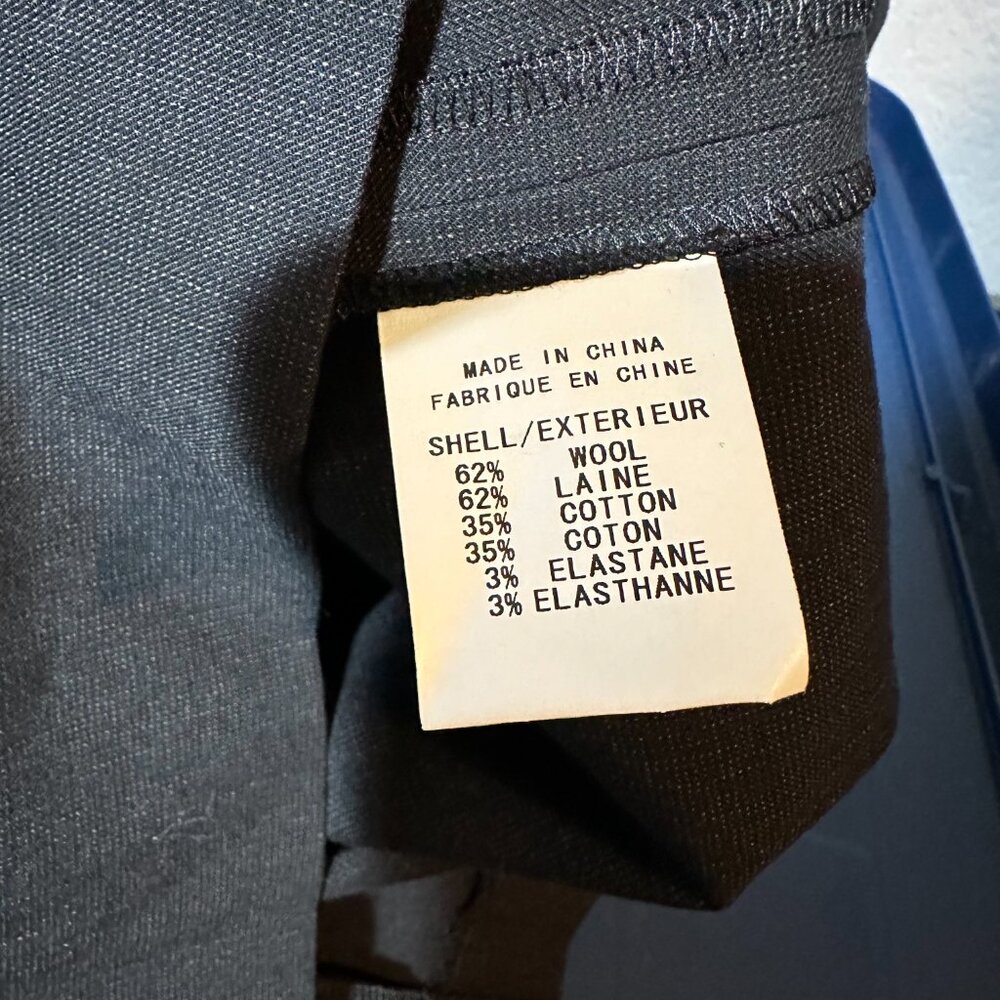 MADE IN CHINA
FABRIQUE EN CHINE
SHELL/EXTERIEUR
62% WOOL
62% LAINE
35% COTTON
35% COTON
3% ELASTANE
3% ELASTHANNE